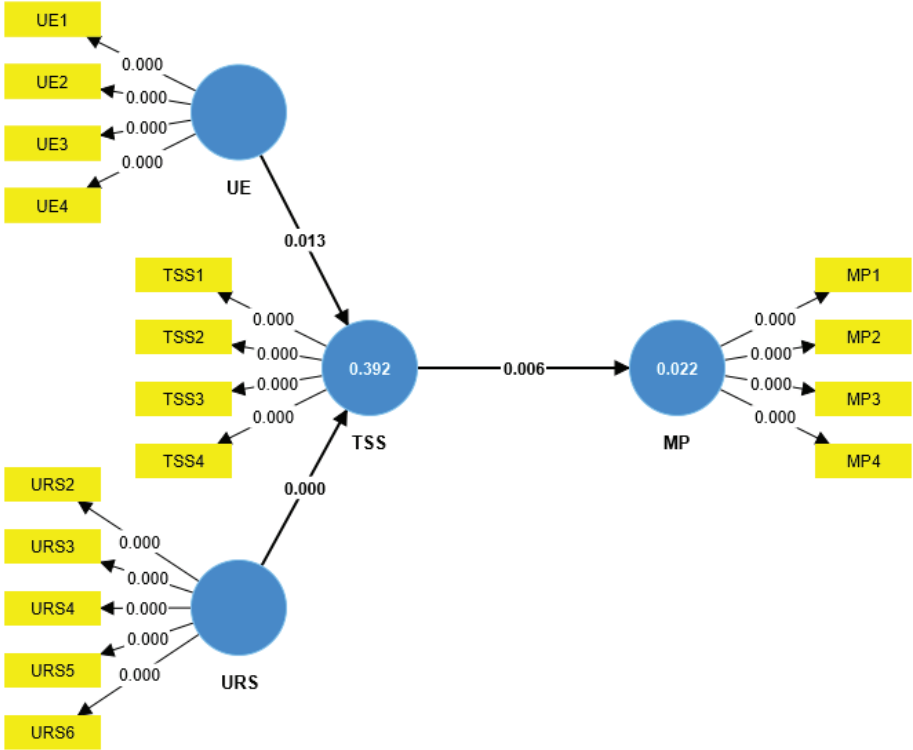 UE1
0.000
UE2
0.000
UE3
0.000
UE4
0.000
UE
0.013
TSS1
0.000
TSS2
0.000
TSS3
0.000
TSS4
0.000
0.392
TSS
0.006
0.022
MP
MP1
0.000
MP2
0.000
MP3
0.000
MP4
0.000
0.000
URS2
0.000
URS3
0.000
URS4
0.000
URS5
0.000
URS6
0.000
URS